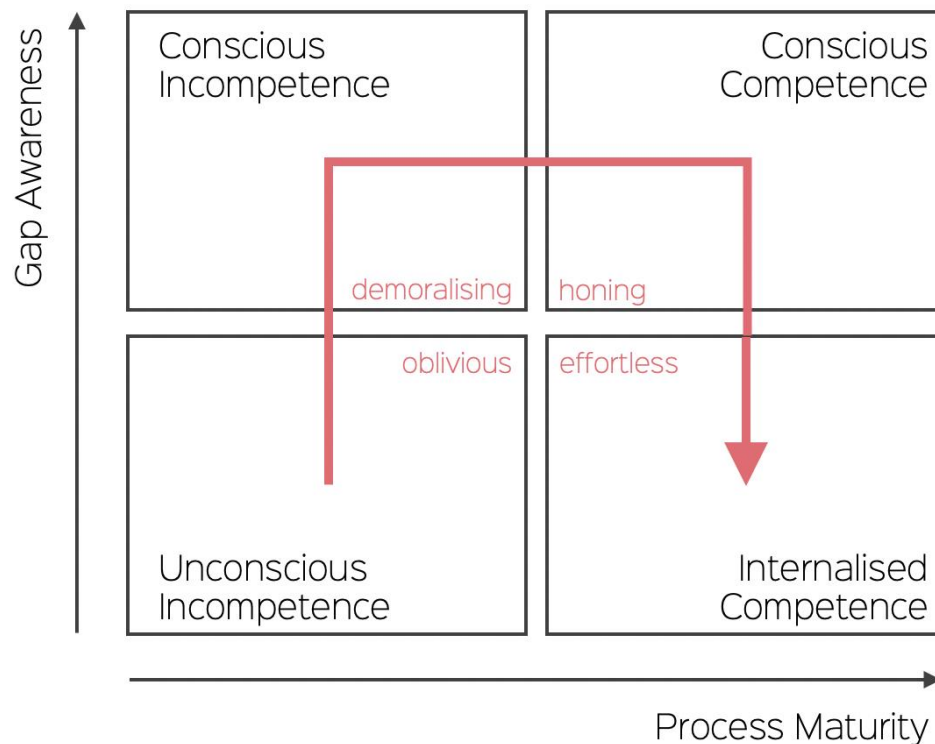 Gap Awareness
Conscious
Incompetence
Conscious
Competence
demoralising
honing
oblivious
effortless
Unconscious
Incompetence
Internalised
Competence
Process Maturity